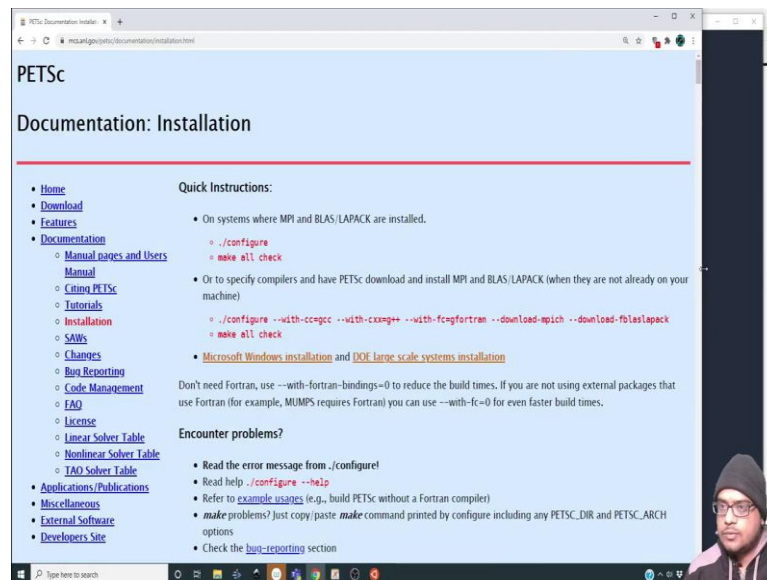 PETSc Documentation: Installati
mcs.anl.gov/petsc/documentation/installation.html
PETSc
Documentation: Installation
• Home
• Download
• Features
• Documentation
○ Manual pages and Users
Manual
○ Citing PETSc
○ Tutorials
○ Installation
○ SAWs
○ Changes
○ Bug Reporting
○ Code Management
○ FAQ
○ License
○ Linear Solver Table
○ Nonlinear Solver Table
○ TAO Solver Table
• Applications/Publications
• Miscellaneous
• External Software
• Developers Site
Quick Instructions:
• On systems where MPI and BLAS/LAPACK are installed.
○ ./configure
○ make all check
• Or to specify compilers and have PETSc download and install MPI and BLAS/LAPACK (when they are not already on your
machine)
○ ./configure --with-cc=gcc --with-cxx=g++ --with-fc=gfortran --download-mpich --download-fblaslapack
○ make all check
• Microsoft Windows installation and DOE large scale systems installation
Don't need Fortran, use --with-fortran-bindings=0 to reduce the build times. If you are not using external packages that
use Fortran (for example, MUMPS requires Fortran) you can use --with-fc=0 for even faster build times.
Encounter problems?
• Read the error message from ./configure!
• Read help ./configure --help
• Refer to example usages (e.g., build PETSc without a Fortran compiler)
• make problems? Just copy/paste make command printed by configure including any PETSC_DIR and PETSC_ARCH
options
• Check the bug-reporting section
Type here to search